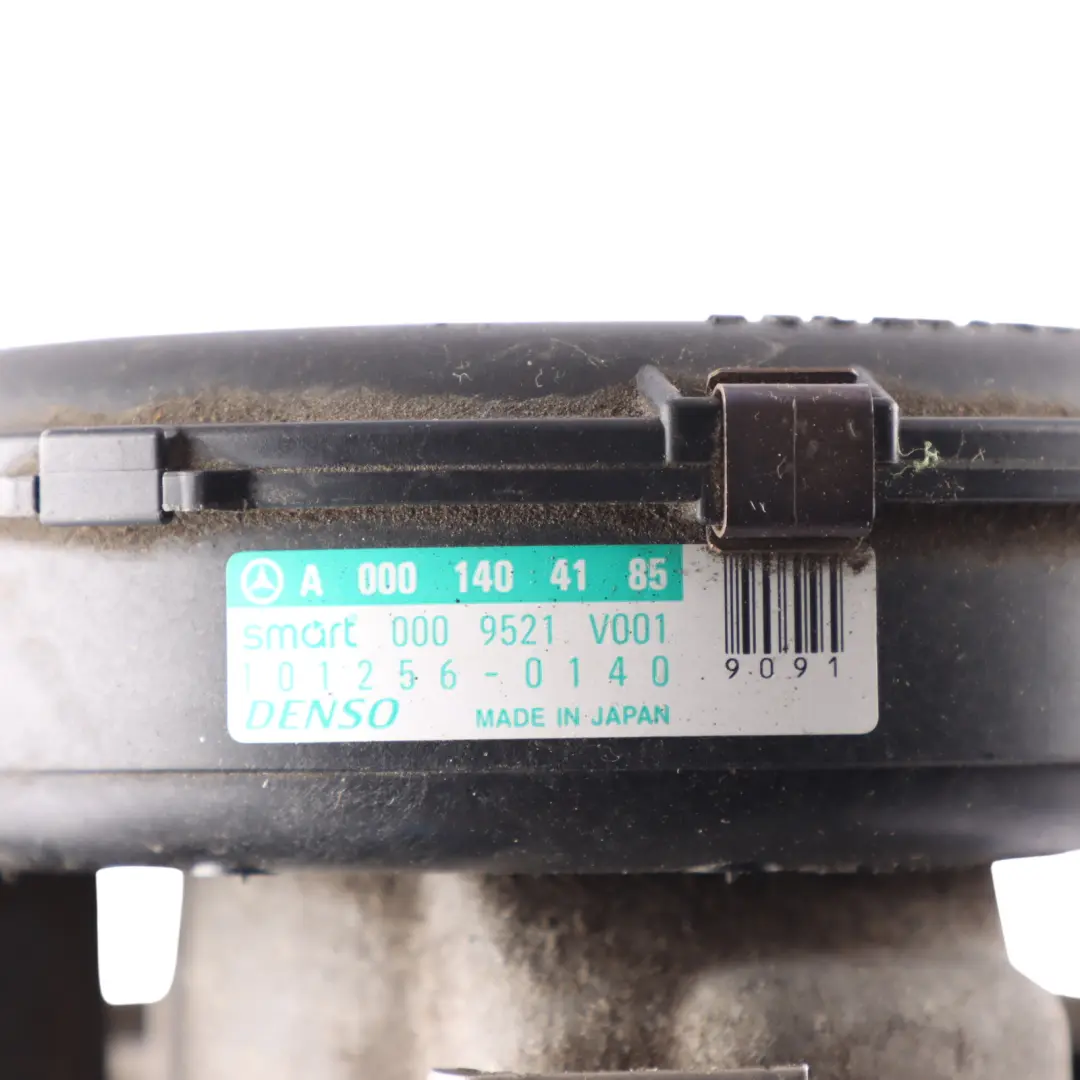 A 000 140 41 85
smart 000 9521 V001
101256-0140
9091
DENSO MADE IN JAPAN